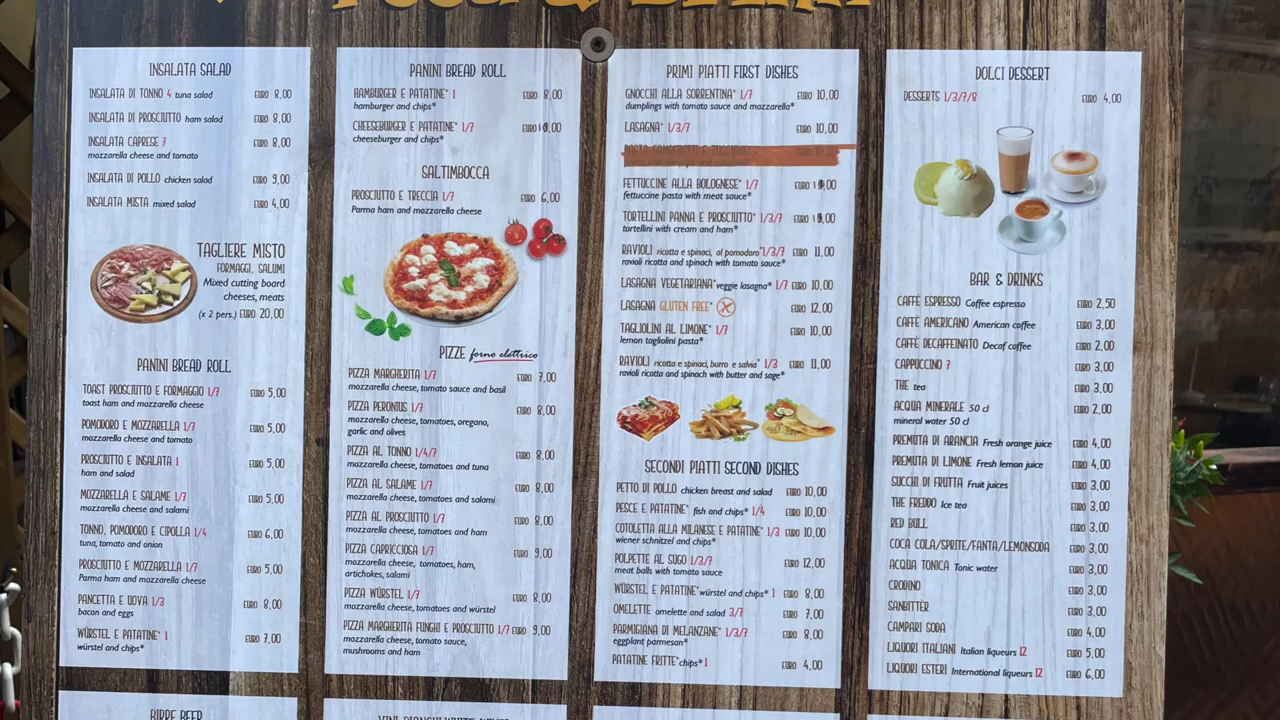 INSALATA SALAD
INSALATA DI TONNO 4 tuna salad EURO 8,00
INSALATA DI PROSCIUTTO ham salad EURO 8,00
INSALATA CAPRESE 7 EURO 8,00
mozzarella cheese and tomato
INSALATA DI POLLO chicken salad EURO 9,00
INSALATA MISTA mixed salad EURO 4,00
TAGLIERE MISTO
FORMAGGI, SALUMI
Mixed cutting board
cheeses, meats
(x 2 pers.) EURO 20,00
PANINI BREAD ROLL
TOAST PROSCIUTTO E FORMAGGIO 1/7 EURO 5,00
toast ham and mozzarella cheese
POMODORO E MOZZARELLA 1/7 EURO 5,00
mozzarella cheese and tomato
PROSCIUTTO E INSALATA 1 EURO 5,00
ham and salad
MOZZARELLA E SALAME 1/7 EURO 5,00
mozzarella and salami
TONNO, POMODORO E CIPOLLA 1/4 EURO 6,00
tuna, tomato and onion
PROSCIUTTO E MOZZARELLA 1/7 EURO 5,00
Parma ham and mozzarella cheese
PANCETTA E UOVA 1/3 EURO 8,00
bacon and eggs
WÜRSTEL E PATATINE* 1 EURO 7,00
würstel and chips*
BIRRE BEER
PANINI BREAD ROLL
HAMBURGER E PATATINE* 1 EURO 8,00
hamburger and chips*
CHEESEBURGER E PATATINE* 1/7 EURO
cheeseburger and chips*
SALTIMBOCCA
PROSCIUTTO E TRECCIA 1/7 EURO 6,00
Parma ham and mozzarella cheese
PIZZE forno elettrico
PIZZA MARGHERITA 1/7 EURO 7,00
mozzarella cheese, tomato sauce and basil
PIZZA PERONIUS 1/7 EURO 8,00
mozzarella cheese, tomatoes, oregano,
garlic and olives
PIZZA AL TONNO 1/4/7 EURO 8,00
mozzarella cheese, tomatoes and tuna
PIZZA AL SALAME 1/7 EURO 8,00
mozzarella cheese, tomatoes and salami
PIZZA AL PROSCIUTTO 1/7 EURO 8,00
mozzarella cheese, tomatoes and ham
PIZZA CAPRICCIOSA 1/7 EURO 9,00
mozzarella cheese, tomatoes, ham,
artichokes, salami
PIZZA WÜRSTEL 1/7 EURO 8,00
mozzarella cheese, tomatoes and würstel
PIZZA MARGHERITA FUNGHI E PROSCIUTTO 1/7 EURO 9,00
mozzarella cheese, tomato sauce,
mushrooms and ham
PRIMI PIATTI FIRST DISHES
GNOCCHI ALLA SORRENTINA* 1/7 EURO 10,00
dumplings with tomato sauce and mozzarella*
LASAGNA* 1/3/7 EURO 10,00
FETTUCCINE ALLA BOLOGNESE* 1/7 EURO
fettuccine pasta with meat sauce*
TORTELLINI PANNA E PROSCIUTTO* 1/3/7 EURO
tortellini with cream and ham*
RAVIOLI ricotta e spinaci, al pomodoro* 1/3/7 EURO 11,00
ravioli ricotta and spinach with tomato sauce*
LASAGNA VEGETARIANA* veggie lasagna* 1/7 EURO 10,00
LASAGNA GLUTEN FREE* EURO 12,00
TAGLIOLINI AL LIMONE* 1/7 EURO 10,00
lemon tagliolini pasta*
RAVIOLI ricotta e spinaci, burro e salvia* 1/3 EURO 11,00
ravioli ricotta and spinach with butter and sage*
SECONDI PIATTI SECOND DISHES
PETTO DI POLLO chicken breast and salad EURO 10,00
PESCE E PATATINE* fish and chips* 1/4 EURO 10,00
COTOLETTA ALLA MILANESE E PATATINE* 1/3 EURO 10,00
wiener schnitzel and chips*
POLPETTE AL SUGO 1/3/7 EURO 12,00
meat balls with tomato sauce
WÜRSTEL E PATATINE* würstel and chips* 1 EURO 8,00
OMELETTE omelette and salad 3/7 EURO 7,00
PARMIGIANA DI MELANZANE* 1/3/7 EURO 8,00
eggplant parmesan*
PATATINE FRITTE* chips* 1 EURO 4,00
DOLCI DESSERT
DESSERTS 1/3/7/8 EURO 4,00
BAR & DRINKS
CAFFÈ ESPRESSO Coffee espresso EURO 2,50
CAFFÈ AMERICANO American coffee EURO 3,00
CAFFÈ DECAFFEINATO Decaf coffee EURO 2,00
CAPPUCCINO 7 EURO 3,00
THE tea EURO 3,00
ACQUA MINERALE 50 cl EURO 2,00
mineral water 50 cl
PREMUTA DI ARANCIA Fresh orange juice EURO 4,00
PREMUTA DI LIMONE Fresh lemon juice EURO 4,00
SUCCHI DI FRUTTA Fruit juices EURO 3,00
THE FREDDO Ice tea EURO 3,00
RED BULL EURO 3,00
COCA COLA/SPRITE/FANTA/LEMONSODA EURO 3,00
ACQUA TONICA Tonic water EURO 3,00
CRODINO EURO 3,00
SANBITTÈR EURO 3,00
CAMPARI SODA EURO 4,00
LIQUORI ITALIANI Italian liqueurs 12 EURO 5,00
LIQUORI ESTERI International liqueurs 12 EURO 6,00